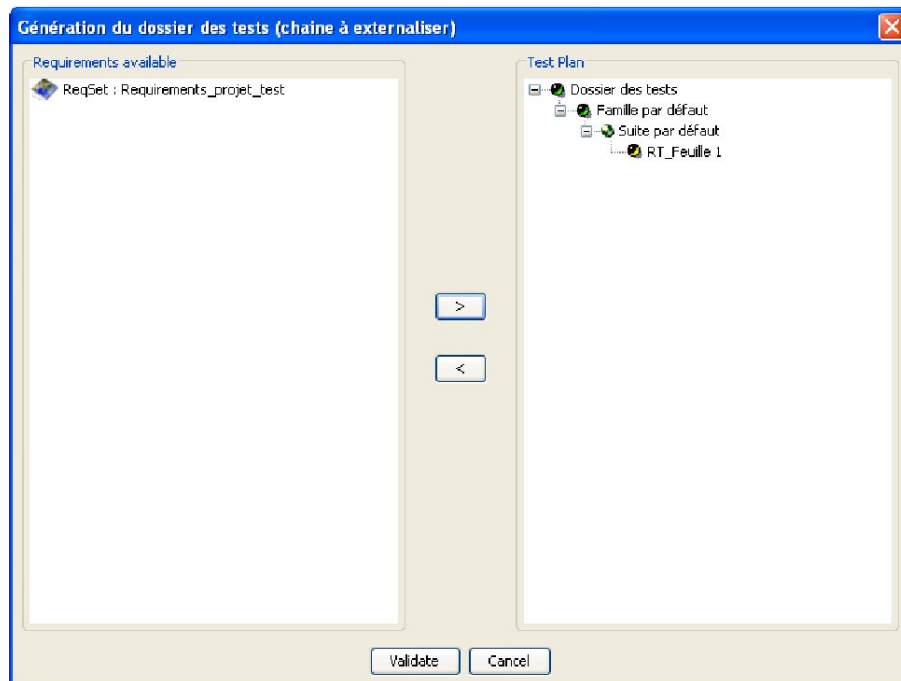 Génération du dossier des tests (chaine à externaliser)
Requirements available
ReqSet : Requirements_projet_test
Test Plan
Dossier des tests
Famille par défaut
Suite par défaut
RT_Feuille 1
>
<
Validate
Cancel